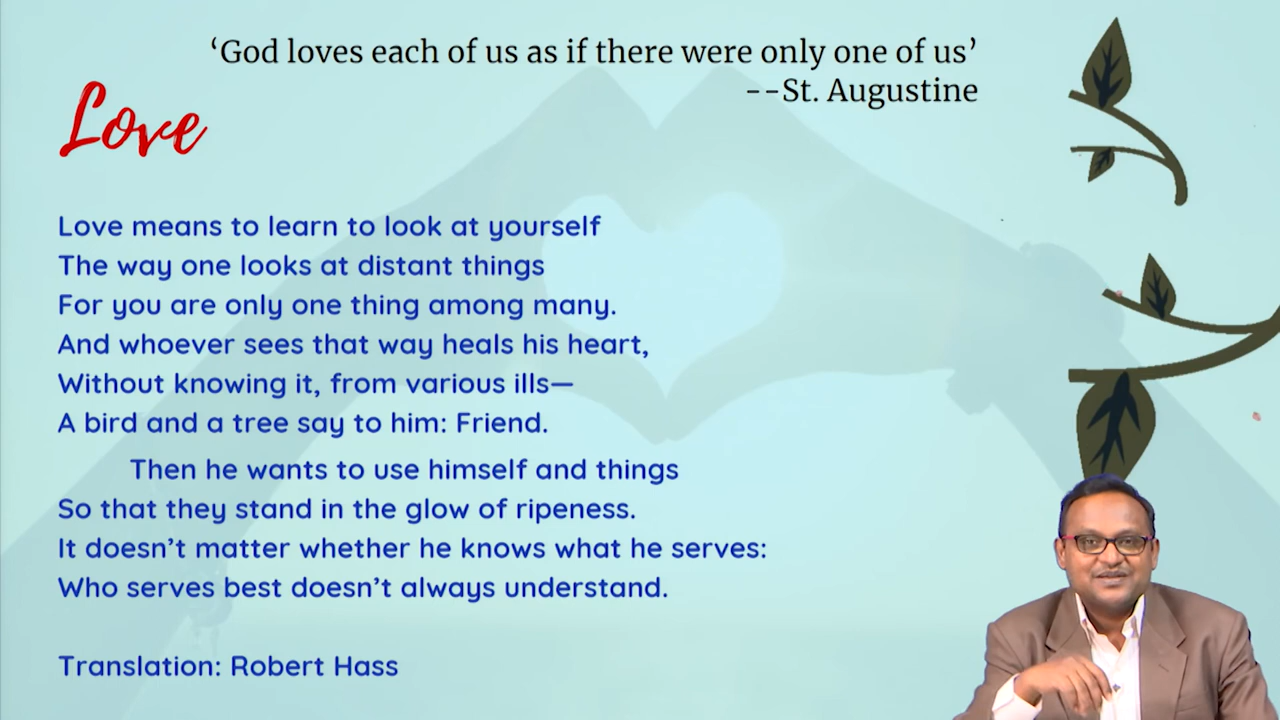 ‘God loves each of us as if there were only one of us’
--St. Augustine
Love
Love means to learn to look at yourself
The way one looks at distant things
For you are only one thing among many.
And whoever sees that way heals his heart,
Without knowing it, from various ills—
A bird and a tree say to him: Friend.
Then he wants to use himself and things
So that they stand in the glow of ripeness.
It doesn’t matter whether he knows what he serves:
Who serves best doesn’t always understand.
Translation: Robert Hass